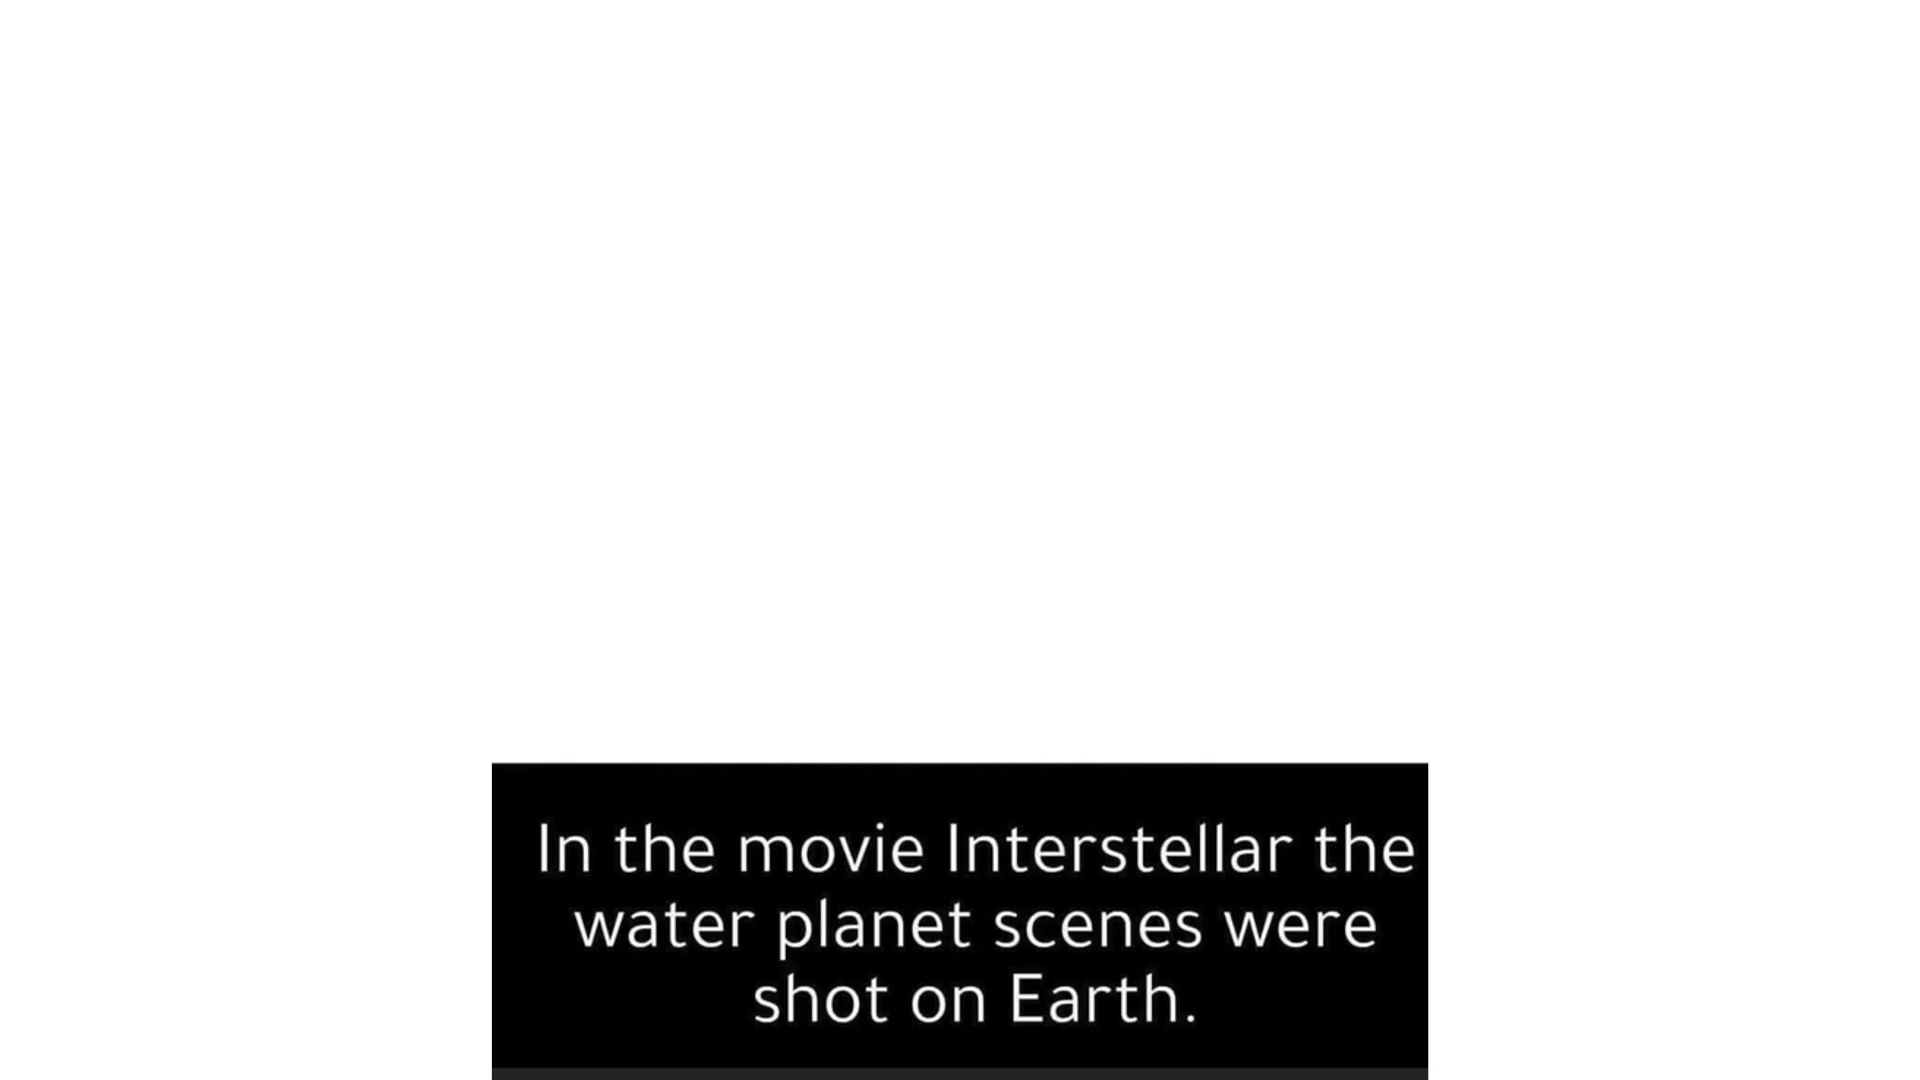 In the movie Interstellar the
water planet scenes were
shot on Earth.